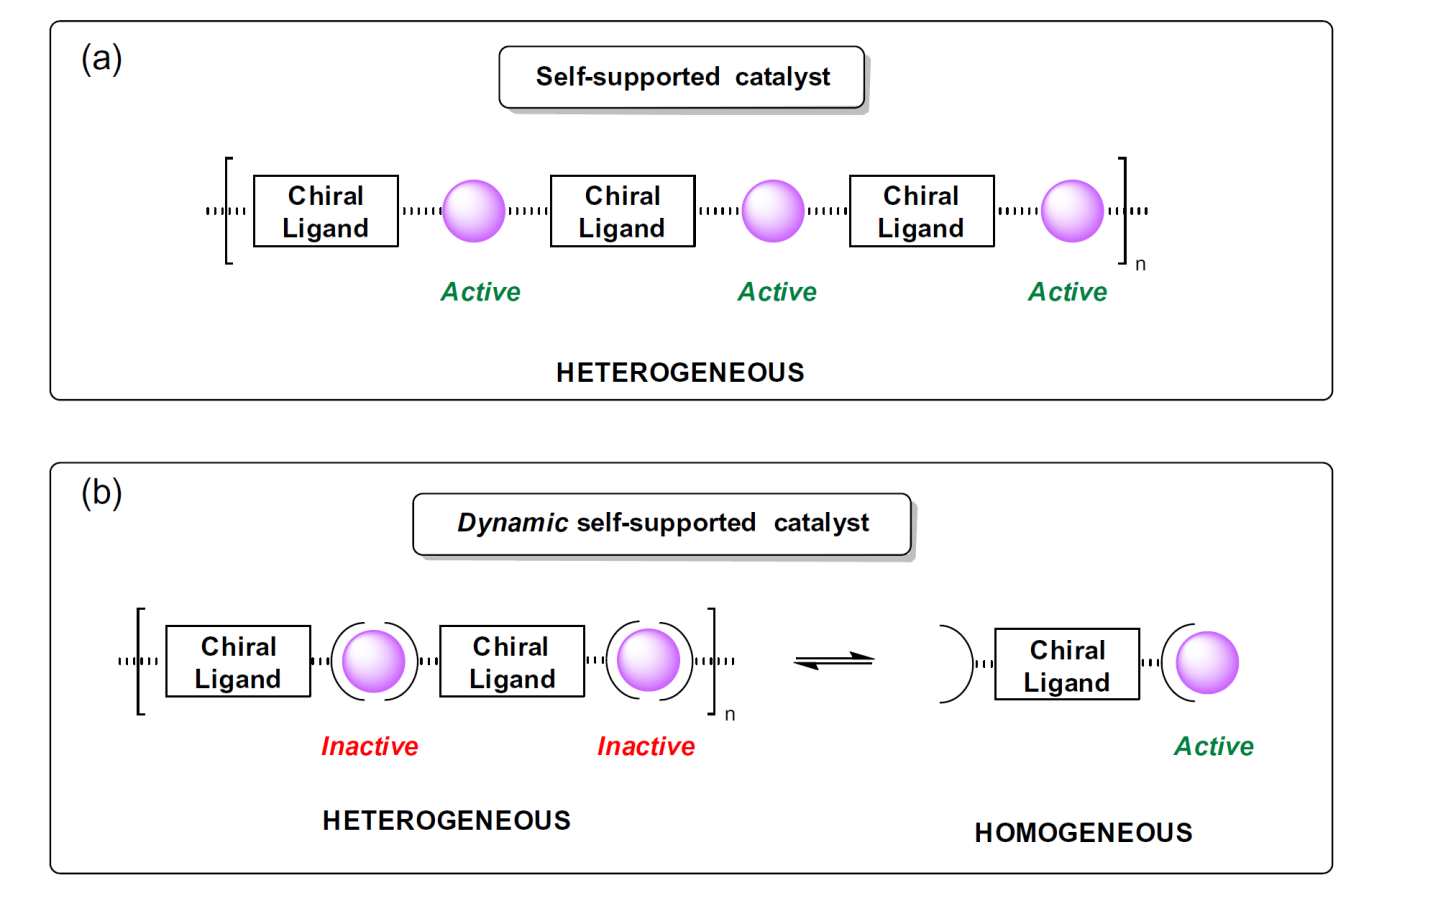 (a)
Self-supported catalyst
Chiral
Ligand
Chiral
Ligand
Chiral
Ligand
n
Active
Active
Active
HETEROGENEOUS
(b)
Dynamic self-supported catalyst
Chiral
Ligand
Chiral
Ligand
n
Chiral
Ligand
Inactive
Inactive
Active
HETEROGENEOUS
HOMOGENEOUS